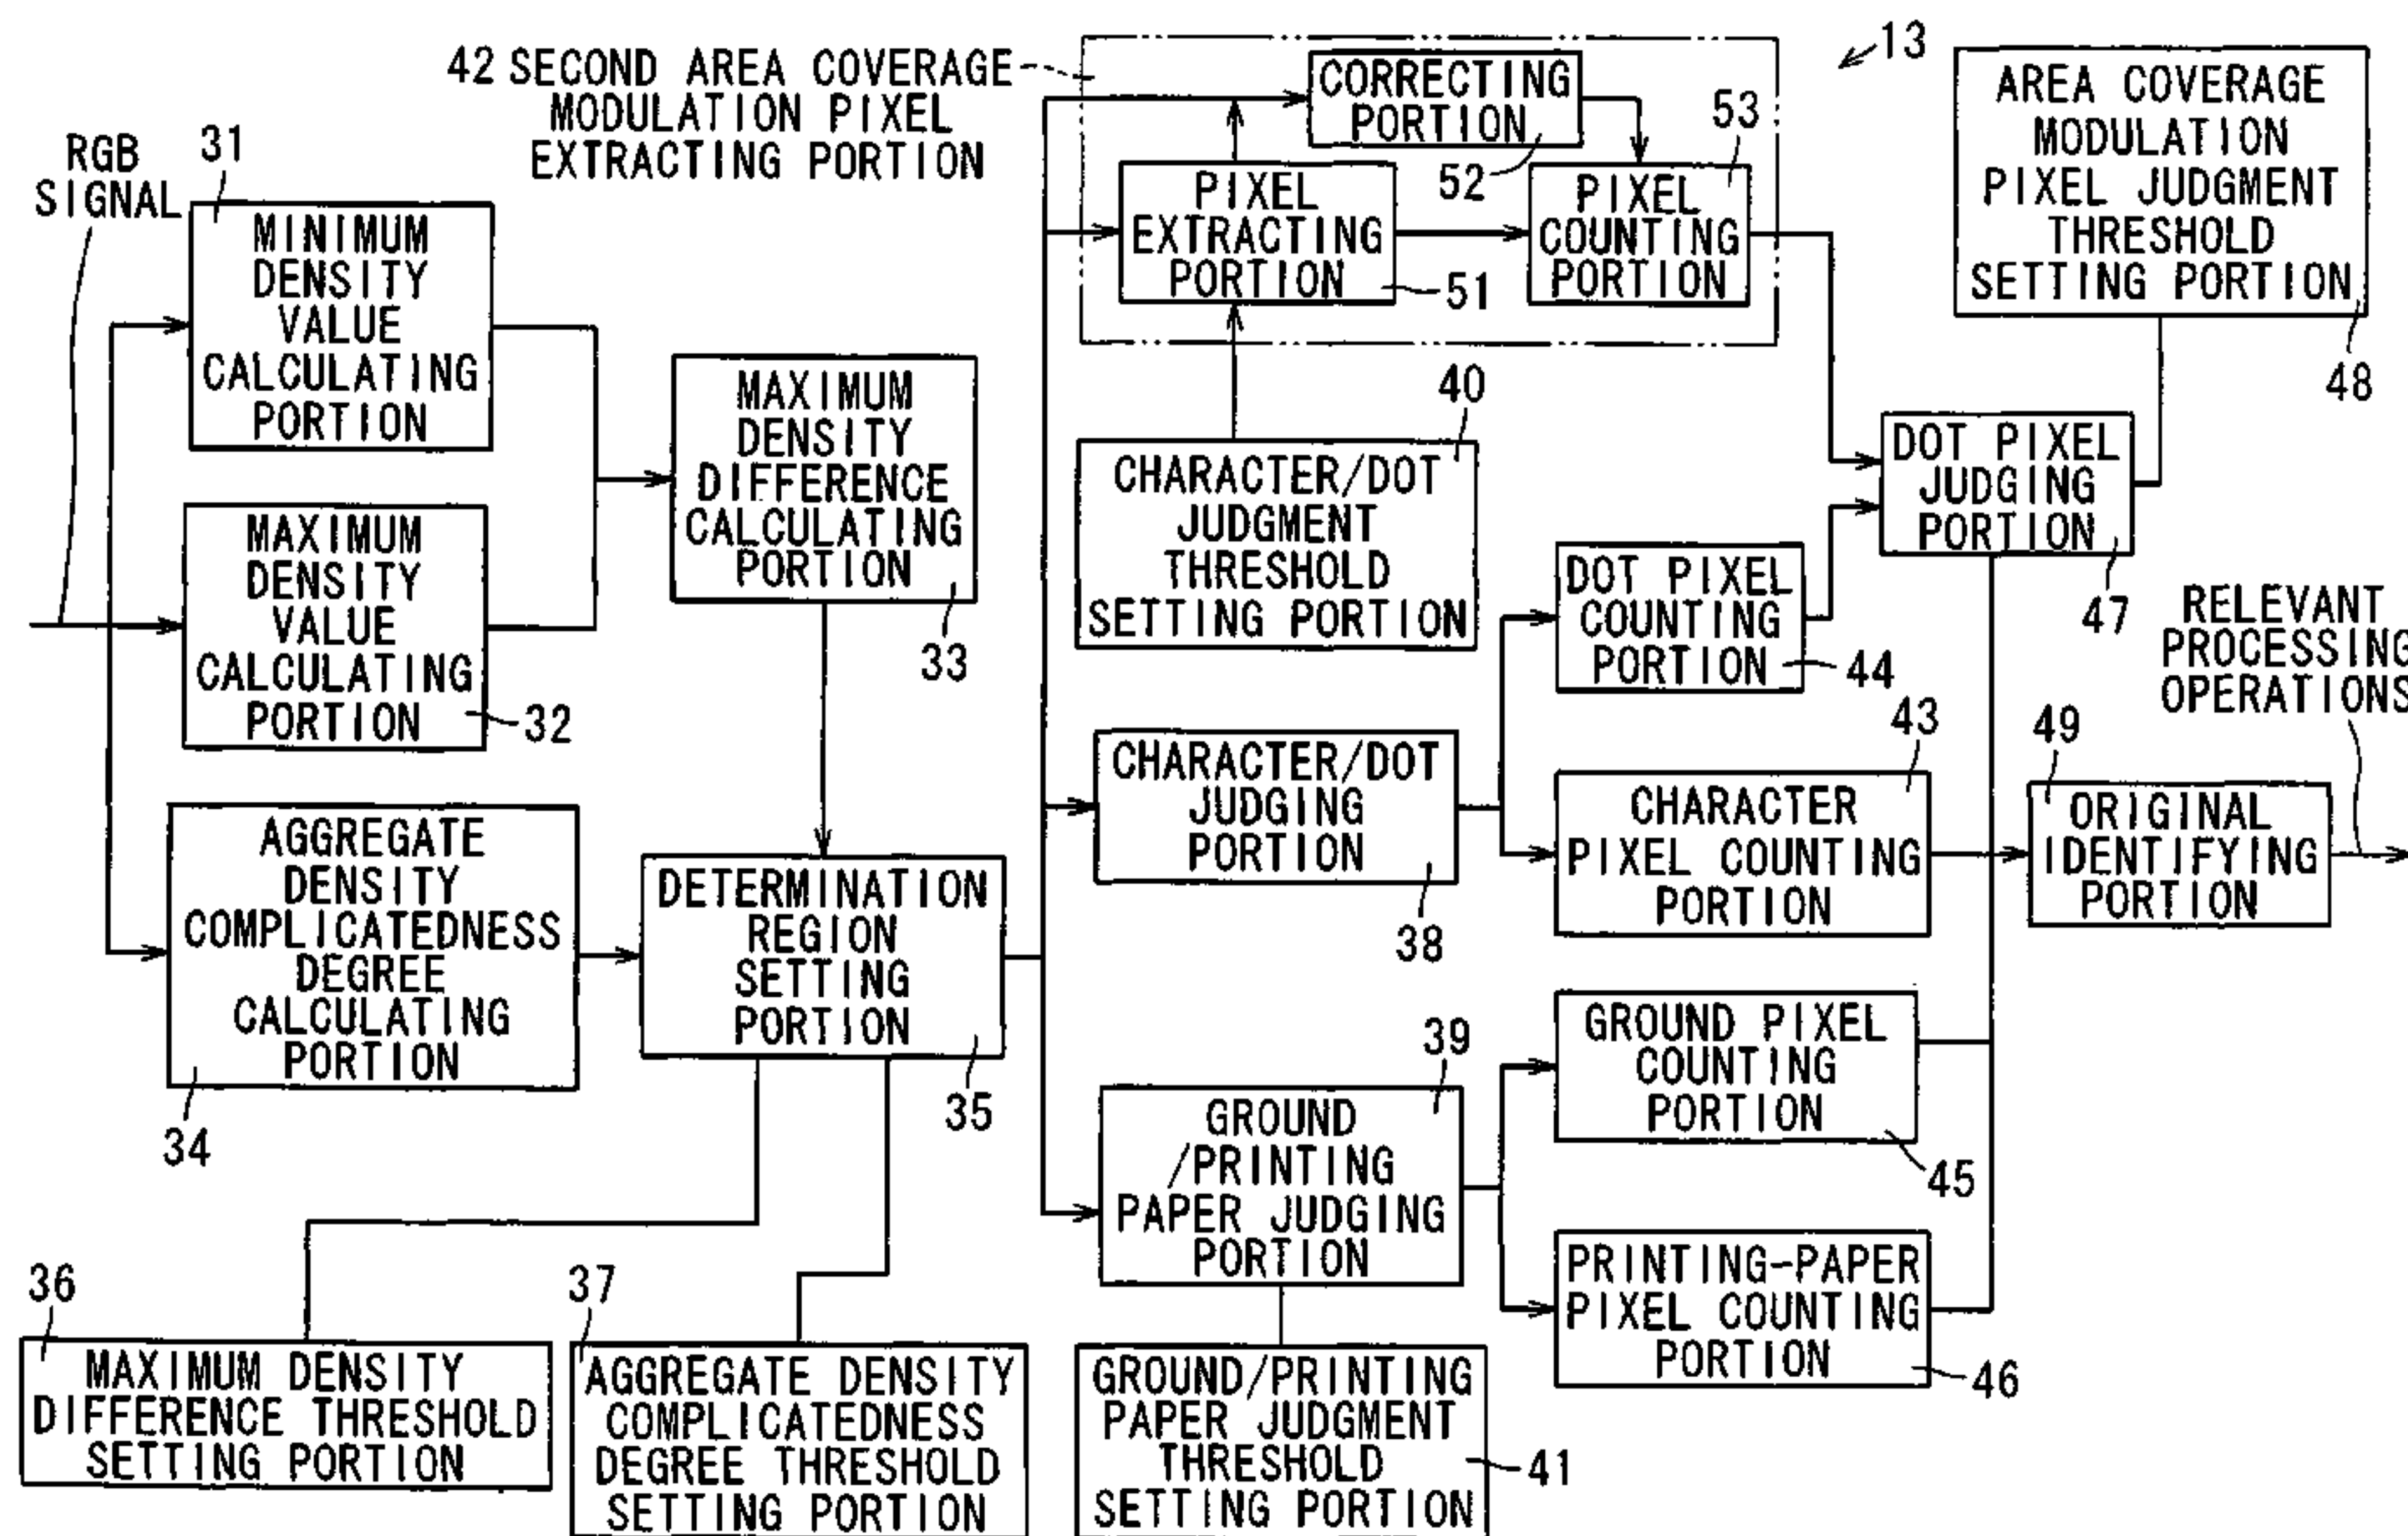 42 SECOND AREA COVERAGE
MODULATION PIXEL
EXTRACTING PORTION
RGB
SIGNAL
31
MINIMUM
DENSITY
VALUE
CALCULATING
PORTION
MAXIMUM
DENSITY
VALUE
CALCULATING
PORTION
32
AGGREGATE
DENSITY
COMPLICATEDNESS
DEGREE
CALCULATING
PORTION
34
MAXIMUM
DENSITY
DIFFERENCE
CALCULATING
PORTION
33
DETERMINATION
REGION
SETTING
PORTION
35
36
MAXIMUM DENSITY
DIFFERENCE THRESHOLD
SETTING PORTION
37
AGGREGATE DENSITY
COMPLICATEDNESS
DEGREE THRESHOLD
SETTING PORTION
CORRECTING
PORTION
52
PIXEL
EXTRACTING
PORTION
51
53
PIXEL
COUNTING
PORTION
13
40
CHARACTER/DOT
JUDGMENT
THRESHOLD
SETTING PORTION
CHARACTER/DOT
JUDGING
PORTION
38
39
GROUND
/PRINTING
PAPER JUDGING
PORTION
GROUND/PRINTING
PAPER JUDGMENT
THRESHOLD
SETTING PORTION
41
DOT PIXEL
COUNTING
PORTION
44
43
CHARACTER
PIXEL COUNTING
PORTION
GROUND PIXEL
COUNTING
PORTION
45
PRINTING-PAPER
PIXEL COUNTING
PORTION
46
AREA COVERAGE
MODULATION
PIXEL JUDGMENT
THRESHOLD
SETTING PORTION
48
DOT PIXEL
JUDGING
PORTION
47
49
ORIGINAL
IDENTIFYING
PORTION
RELEVANT
PROCESSING
OPERATIONS